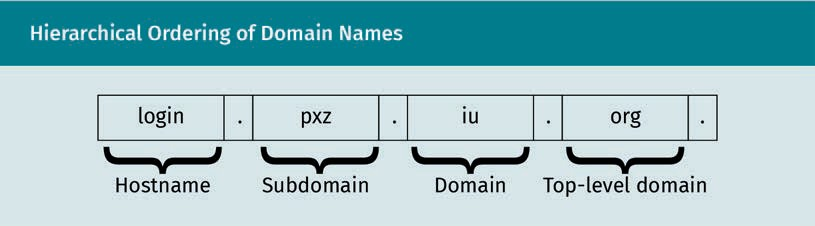 Hierarchical Ordering of Domain Names
login . pxz . iu . org .
Hostname Subdomain Domain Top-level domain